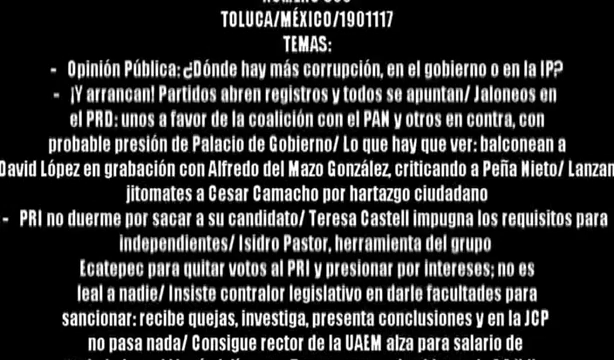 TOLUCA/MÉXICO/1901117
TEMAS:
- Opinión Pública: ¿Dónde hay más corrupción, en el gobierno o en la IP?
- ¡Y arrancan! Partidos abren registros y todos se apuntan/ Jaloneos en
el PRD: unos a favor de la coalición con el PAN y otros en contra, con
probable presión de Palacio de Gobierno/ Lo que hay que ver: balconean a
David López en grabación con Alfredo del Mazo González, criticando a Peña Nieto/ Lanzan
jitomates a Cesar Camacho por hartazgo ciudadano
- PRI no duerme por sacar a su candidato/ Teresa Castell impugna los requisitos para
independientes/ Isidro Pastor, herramienta del grupo
Ecatepec para quitar votos al PRI y presionar por intereses; no es
leal a nadie/ Insiste contralor legislativo en darle facultades para
sancionar: recibe quejas, investiga, presenta conclusiones y en la JCP
no pasa nada/ Consigue rector de la UAEM alza para salario de